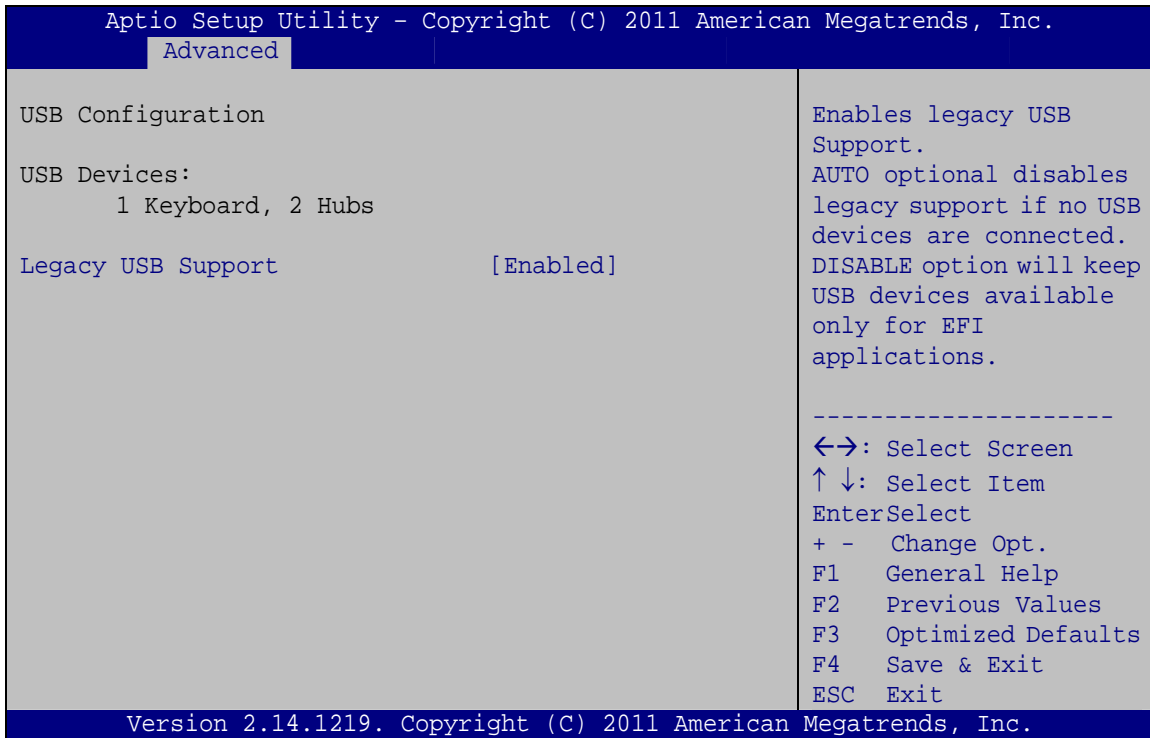 Aptio Setup Utility – Copyright (C) 2011 American Megatrends, Inc.
Advanced
USB Configuration
USB Devices:
1 Keyboard, 2 Hubs
Legacy USB Support [Enabled]
Enables legacy USB
Support.
AUTO optional disables
legacy support if no USB
devices are connected.
DISABLE option will keep
USB devices available
only for EFI
applications.
---------------------
←→: Select Screen
↑ ↓: Select Item
EnterSelect
+ - Change Opt.
F1 General Help
F2 Previous Values
F3 Optimized Defaults
F4 Save & Exit
ESC Exit
Version 2.14.1219. Copyright (C) 2011 American Megatrends, Inc.